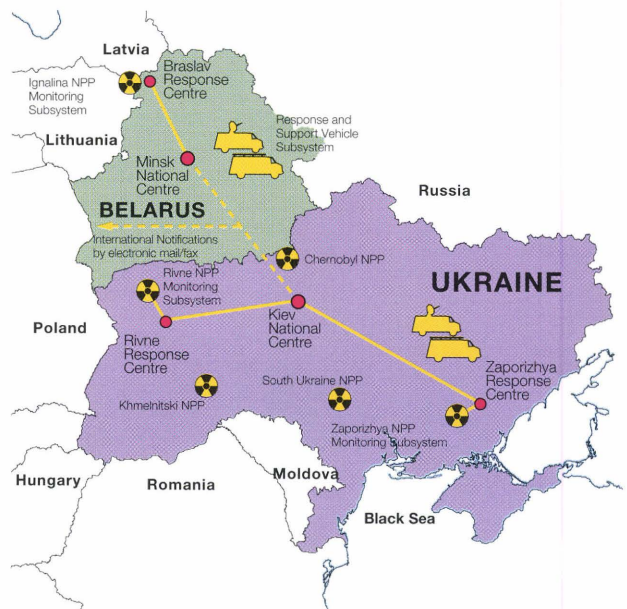 Latvia
Ignalina NPP
Monitoring
Subsystem
Braslav
Response
Centre
Lithuania
Response and
Support Vehicle
Subsystem
Minsk
National
Centre
Russia
BELARUS
International Notifications
by electronic mail/fax
Chernobyl NPP
Rivne NPP
Monitoring
Subsystem
UKRAINE
Poland
Kiev
National
Centre
Rivne
Response
Centre
Zaporizhya
Response
Centre
South Ukraine NPP
Khmelnitski NPP
Zaporizhya NPP
Monitoring Subsystem
Hungary
Romania
Moldova
Black Sea